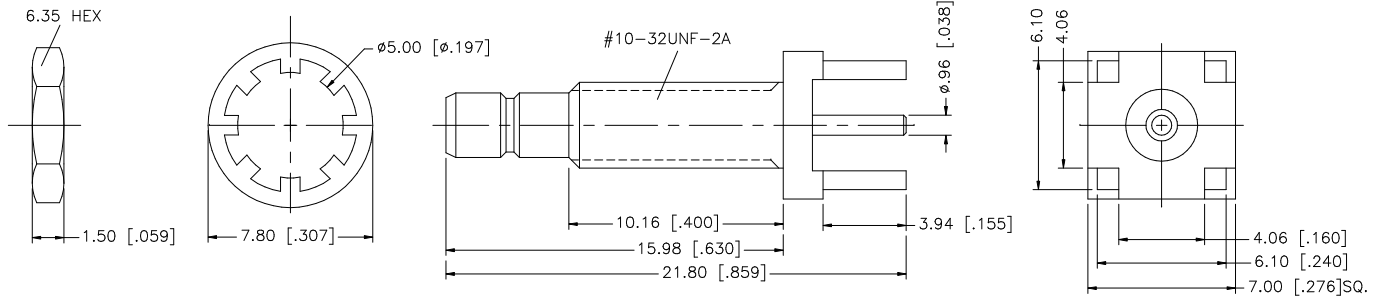 6.35 HEX
1.50 [.059]
ø5.00 [ø.197]
7.80 [.307]
#10-32UNF-2A
ø.96 [.038]
10.16 [.400]
15.98 [.630]
21.80 [.859]
3.94 [.155]
6.10
4.06
4.06 [.160]
6.10 [.240]
7.00 [.276]SQ.